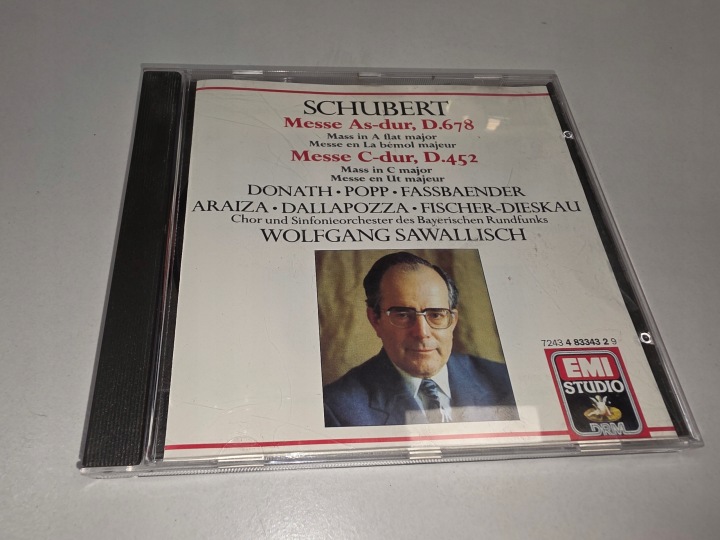 SCHUBERT
Messe As-dur, D.678
Mass in A flat major
Messe en La bémol majeur
Messe C-dur, D.452
Mass in C major
Messe en Ut majeur
DONATH · POPP · FASSBAENDER
ARAIZA · DALLAPOZZA · FISCHER-DIESKAU
Chor und Sinfonieorchester des Bayerischen Rundfunks
WOLFGANG SAWALLISCH
7243 4 83343 2 9
EMI
STUDIO
DRM